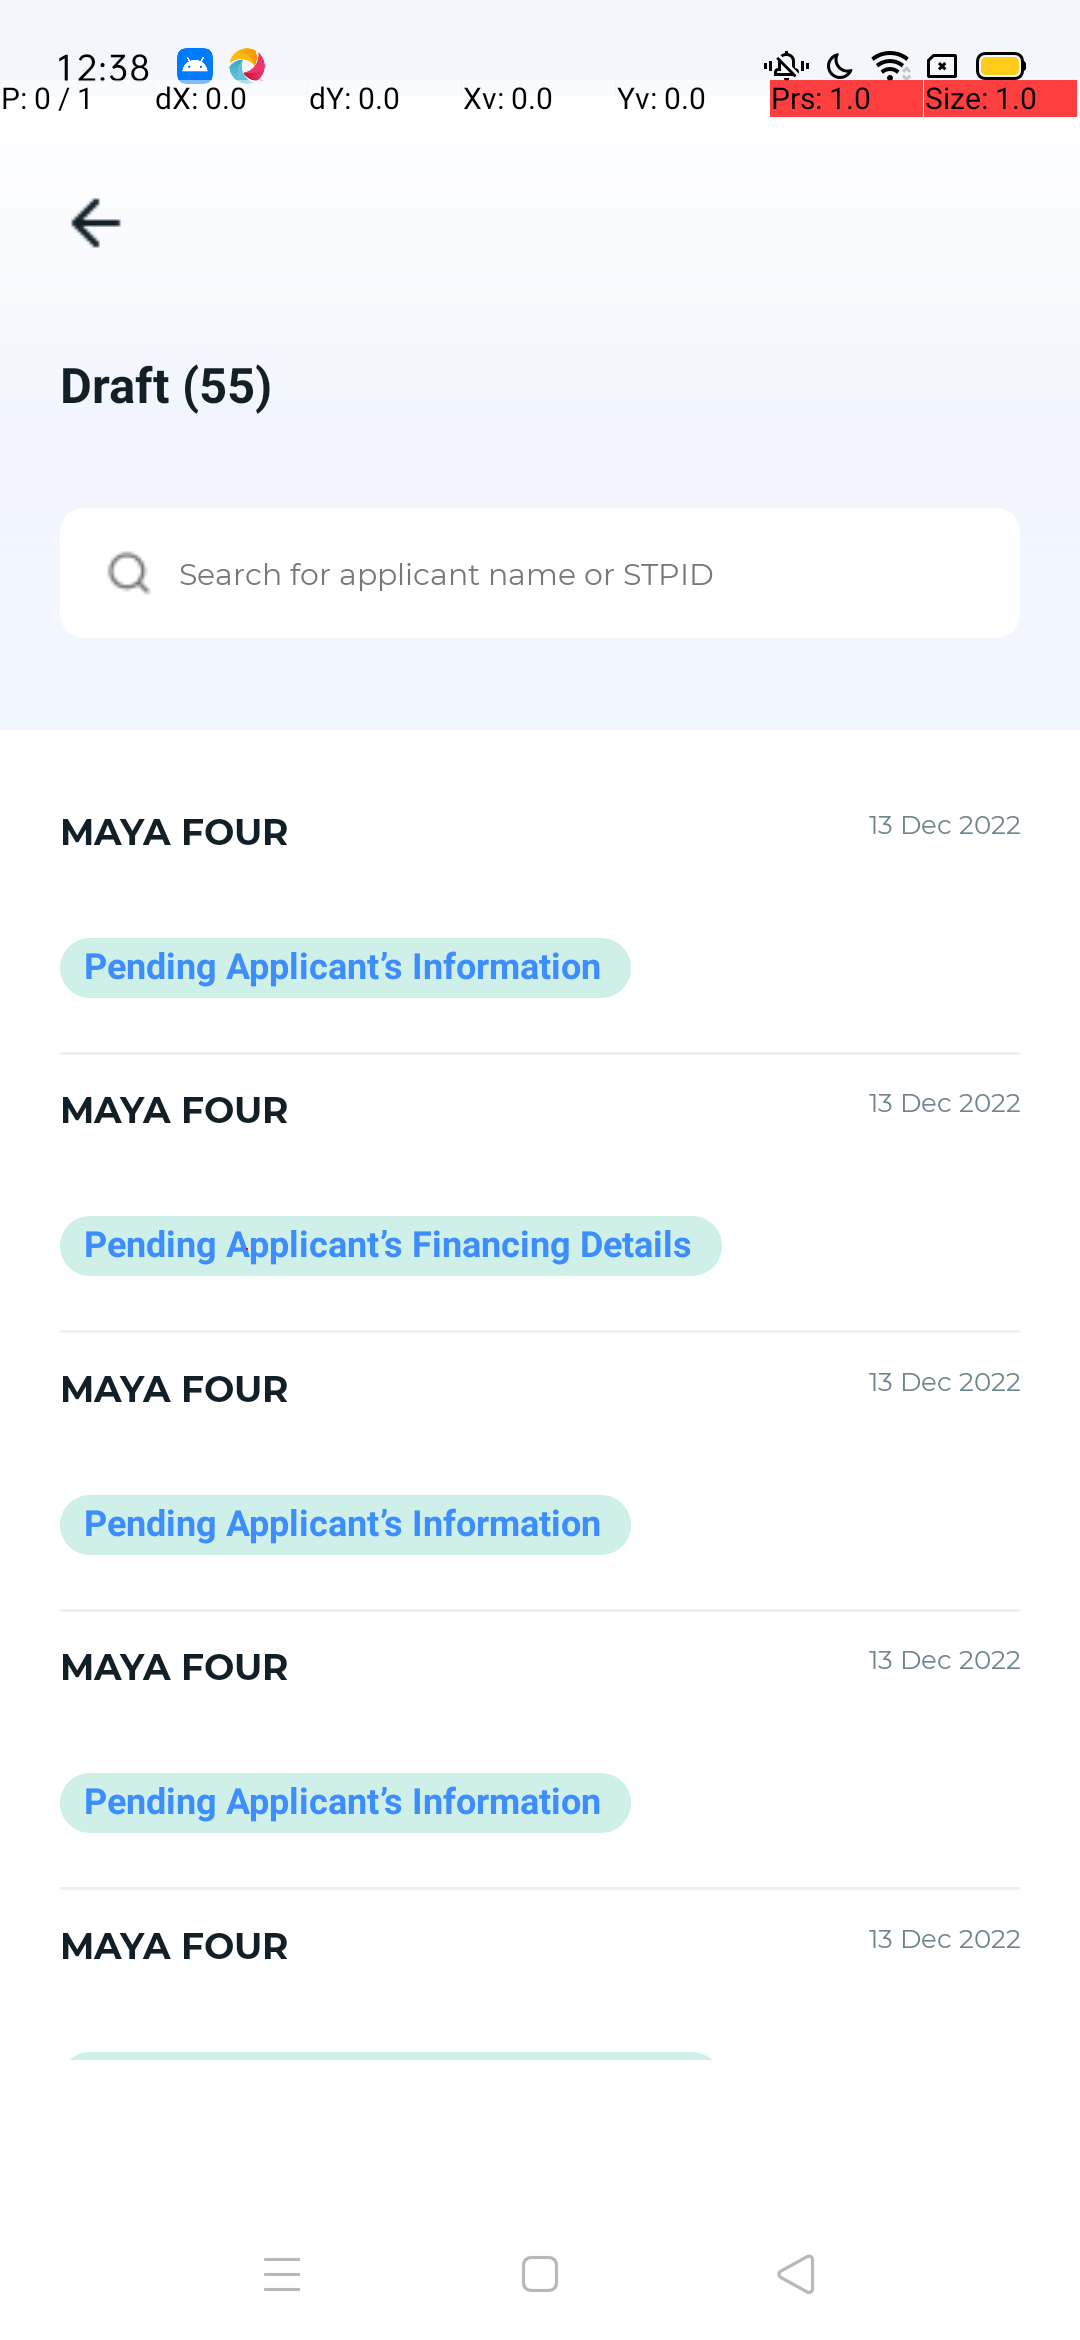 12:38
P: 0 / 1 dX: 0.0 dY: 0.0 Xv: 0.0 Yv: 0.0 Prs: 1.0 Size: 1.0
Draft (55)
Search for applicant name or STPID
MAYA FOUR 13 Dec 2022
Pending Applicant’s Information
MAYA FOUR 13 Dec 2022
Pending Applicant’s Financing Details
MAYA FOUR 13 Dec 2022
Pending Applicant’s Information
MAYA FOUR 13 Dec 2022
Pending Applicant’s Information
MAYA FOUR 13 Dec 2022